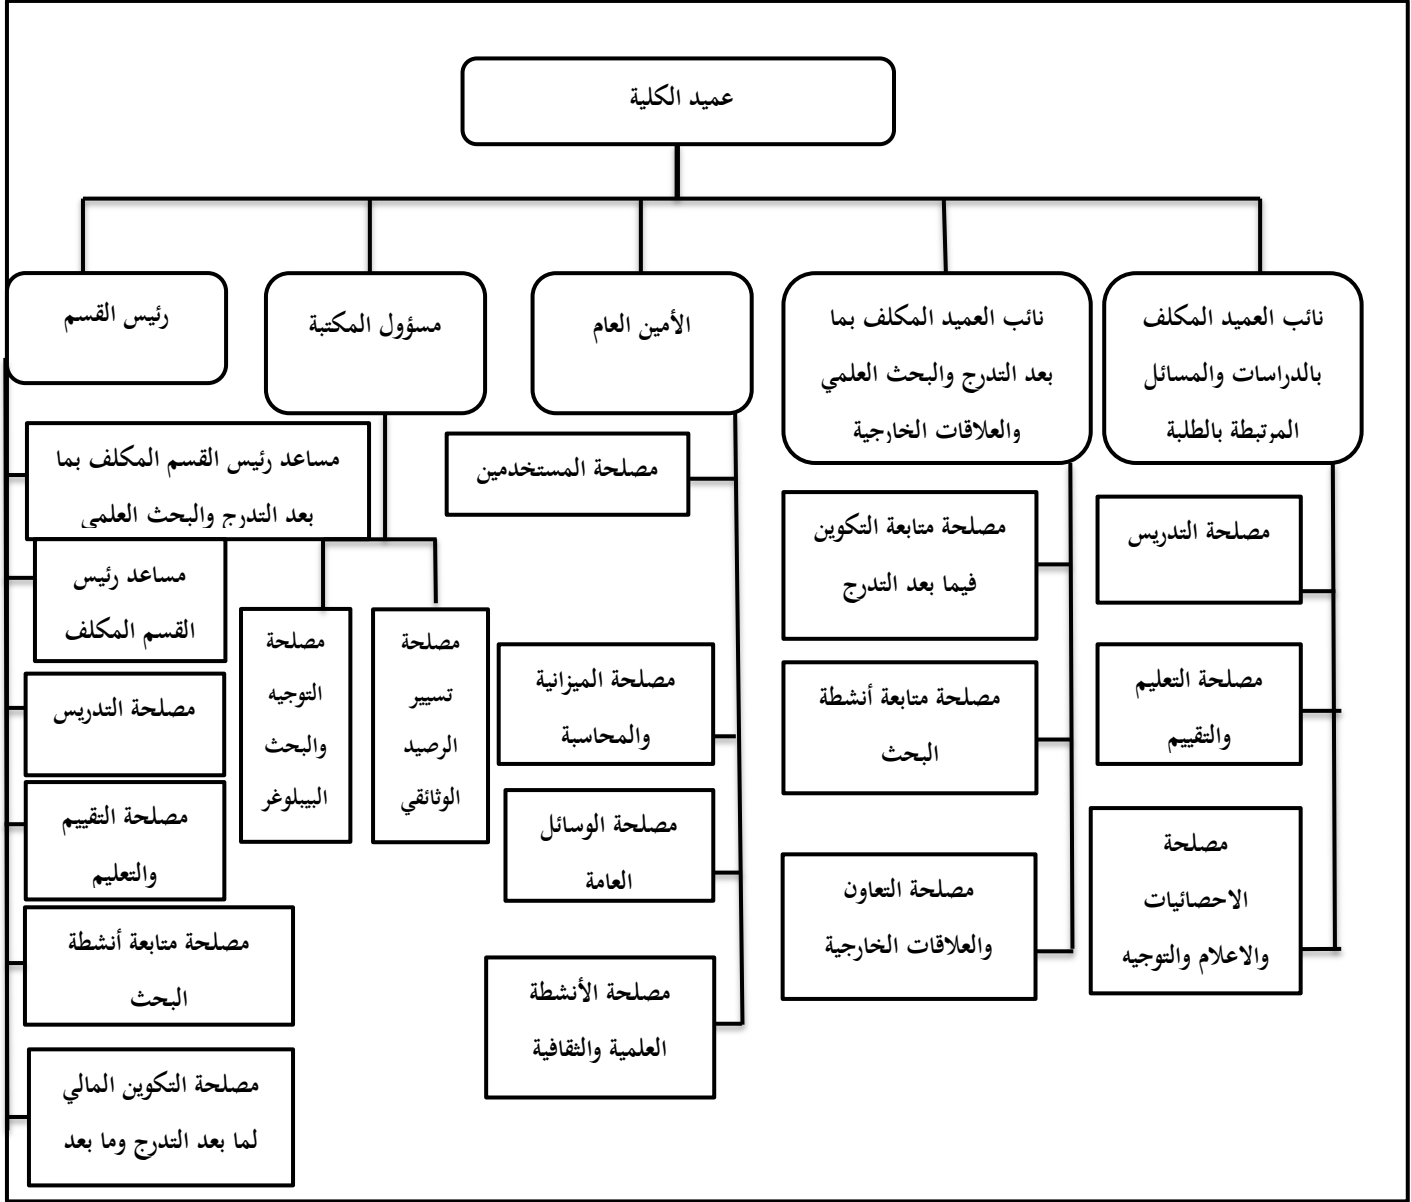 عميد الكلية
نائب العميد المكلف
بالدراسات والمسائل
المرتبطة بالطلبة
نائب العميد المكلف بما
بعد التدرج والبحث العلمي
والعلاقات الخارجية
الأمين العام
مسؤول المكتبة
رئيس القسم
مصلحة التدريس
مصلحة التعليم
والتقييم
مصلحة
الاحصائيات
والاعلام والتوجيه
مصلحة متابعة التكوين
فيما بعد التدرج
مصلحة متابعة أنشطة
البحث
مصلحة التعاون
والعلاقات الخارجية
مصلحة المستخدمين
مصلحة الميزانية
والمحاسبة
مصلحة الوسائل
العامة
مصلحة الأنشطة
العلمية والثقافية
مصلحة
تسيير
الرصيد
الوثائقي
مصلحة
التوجيه
والبحث
البيبلوغر
مساعد رئيس القسم المكلف بما
بعد التدرج والبحث العلمي
مساعد رئيس
القسم المكلف
مصلحة التدريس
مصلحة التقييم
والتعليم
مصلحة متابعة أنشطة
البحث
مصلحة التكوين المالي
لما بعد التدرج وما بعد